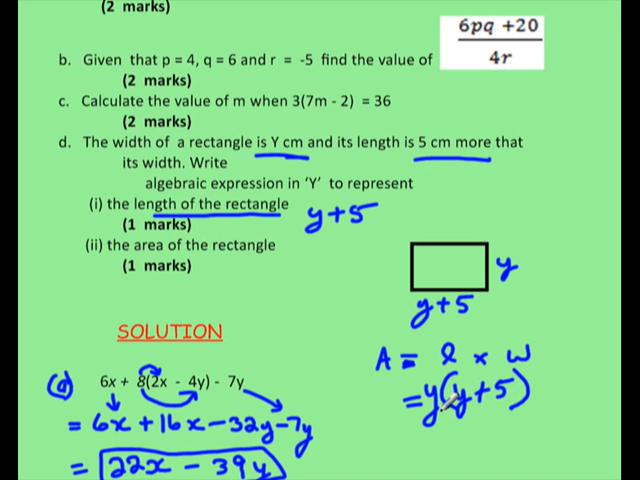 (2 marks)
b. Given that p = 4, q = 6 and r = -5 find the value of
6pq +20
4r
(2 marks)
c. Calculate the value of m when 3(7m - 2) = 36
(2 marks)
d. The width of a rectangle is Y cm and its length is 5 cm more that
its width. Write
algebraic expression in 'Y' to represent
(i) the length of the rectangle
y+5
(1 marks)
(ii) the area of the rectangle
(1 marks)
y
y+5
SOLUTION
A = l x w
= y(y+5)
(a) 6x + 8(2x - 4y) - 7y
= 6x + 16x - 32y - 7y
= 22x - 39y